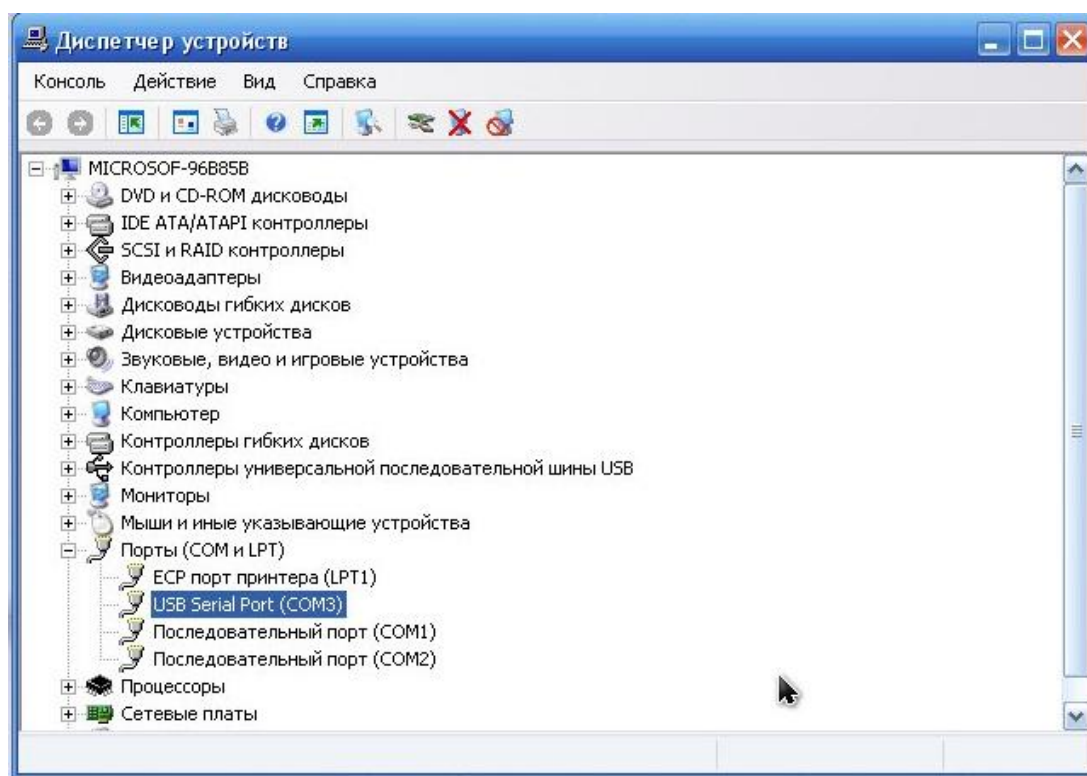 Диспетчер устройств
Консоль Действие Вид Справка
MICROSOF-96B85B
DVD и CD-ROM дисководы
IDE ATA/ATAPI контроллеры
SCSI и RAID контроллеры
Видеоадаптеры
Дисководы гибких дисков
Дисковые устройства
Звуковые, видео и игровые устройства
Клавиатуры
Компьютер
Контроллеры гибких дисков
Контроллеры универсальной последовательной шины USB
Мониторы
Мыши и иные указывающие устройства
Порты (COM и LPT)
ECP порт принтера (LPT1)
USB Serial Port (COM3)
Последовательный порт (COM1)
Последовательный порт (COM2)
Процессоры
Сетевые платы